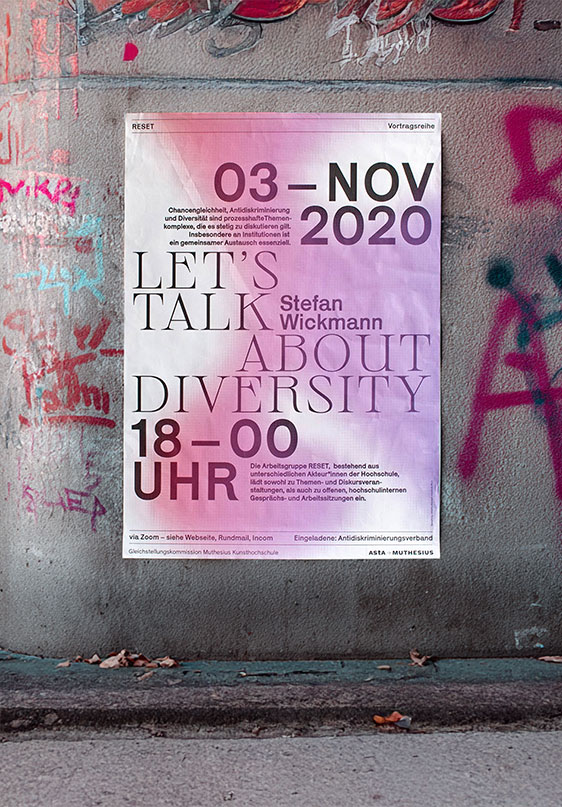 RESET
Vortragsreihe
03 – NOV
2020
Chancengleichheit, Antidiskriminierung
und Diversität sind prozesshafte Themen-
komplexe, die es stetig zu diskutieren gilt.
Insbesondere an Institutionen ist
ein gemeinsamer Austausch essenziell.
LET'S
TALK
Stefan
Wickmann
ABOUT
DIVERSITY
18 – 00
UHR
Die Arbeitsgruppe RESET, bestehend aus
unterschiedlichen Akteur*innen der Hochschule,
lädt sowohl zu Themen- und Diskursveran-
staltungen, als auch zu offenen, hochschulinternen
Gesprächs- und Arbeitssitzungen ein.
via Zoom – siehe Webseite, Rundmail, Incom
Eingeladene: Antidiskriminierungsverband
Gleichstellungskommission Muthesius Kunsthochschule